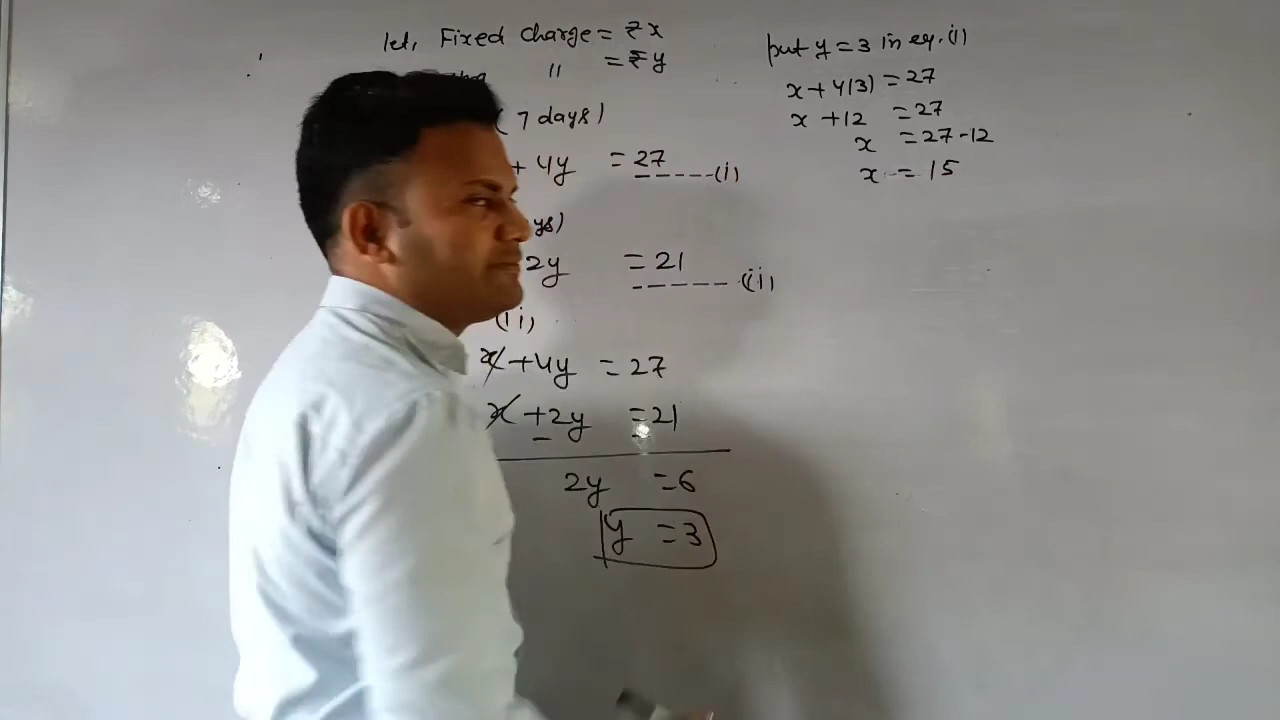 let, Fixed charge = ₹ x
" = ₹ y
( 7 days)
+ 4y = 27 -----(i)
ys)
2y = 21 ------(ii)
(ii)
x + 4y = 27
x + 2y = 21
- -
2y = 6
y = 3
put y = 3 in eq. (i)
x + 4(3) = 27
x + 12 = 27
x = 27 - 12
x = 15